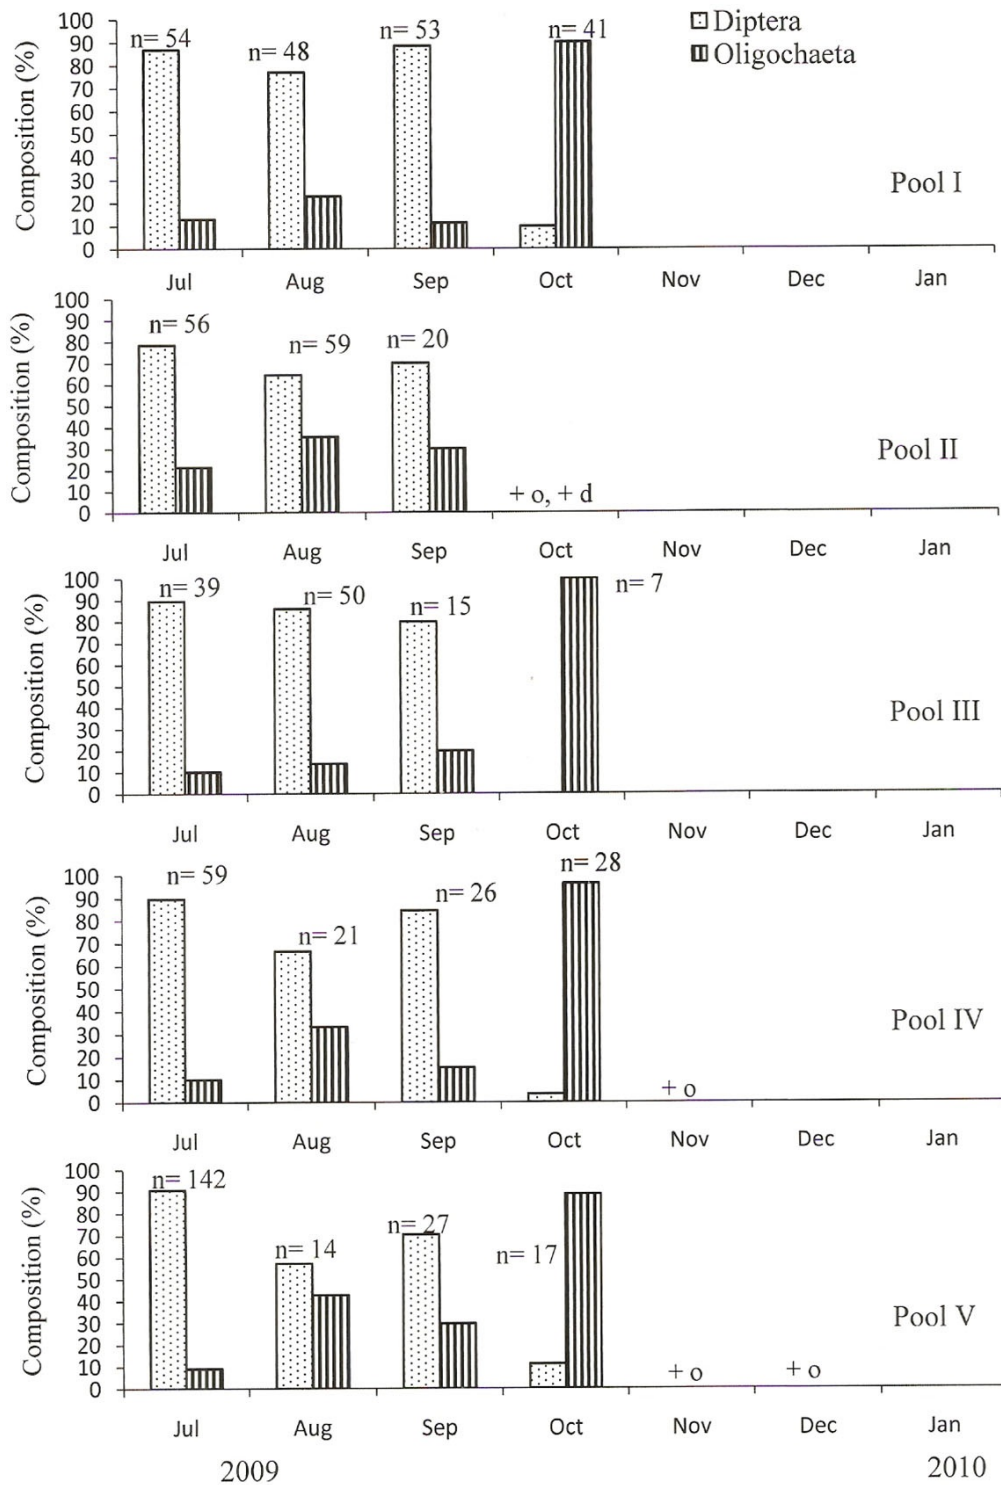 Diptera
Oligochaeta
Composition (%)
100
90
80
70
60
50
40
30
20
10
0
n= 54
n= 48
n= 53
n= 41
Pool I
Jul Aug Sep Oct Nov Dec Jan
Composition (%)
100
90
80
70
60
50
40
30
20
10
0
n= 56
n= 59
n= 20
+ o, + d
Pool II
Jul Aug Sep Oct Nov Dec Jan
Composition (%)
100
90
80
70
60
50
40
30
20
10
0
n= 39
n= 50
n= 15
n= 7
Pool III
Jul Aug Sep Oct Nov Dec Jan
Composition (%)
100
90
80
70
60
50
40
30
20
10
0
n= 59
n= 21
n= 26
n= 28
+ o
Pool IV
Jul Aug Sep Oct Nov Dec Jan
Composition (%)
100
90
80
70
60
50
40
30
20
10
0
n= 142
n= 14
n= 27
n= 17
+ o
+ o
Pool V
Jul Aug Sep Oct Nov Dec Jan
2009 2010